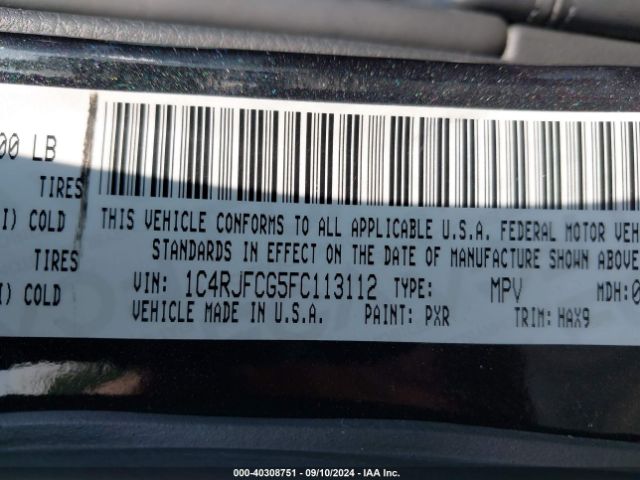 00 LB
TIRES
I) COLD
TIRES
I) COLD
THIS VEHICLE CONFORMS TO ALL APPLICABLE U.S.A. FEDERAL MOTOR VEH
STANDARDS IN EFFECT ON THE DATE OF MANUFACTURE SHOWN ABOVE
VIN: 1C4RJFCG5FC113112 TYPE: MPV MDH:0
VEHICLE MADE IN U.S.A. PAINT: PXR TRIM: HAX9
000-40308751 // 09/10/2024 - IAA Inc.